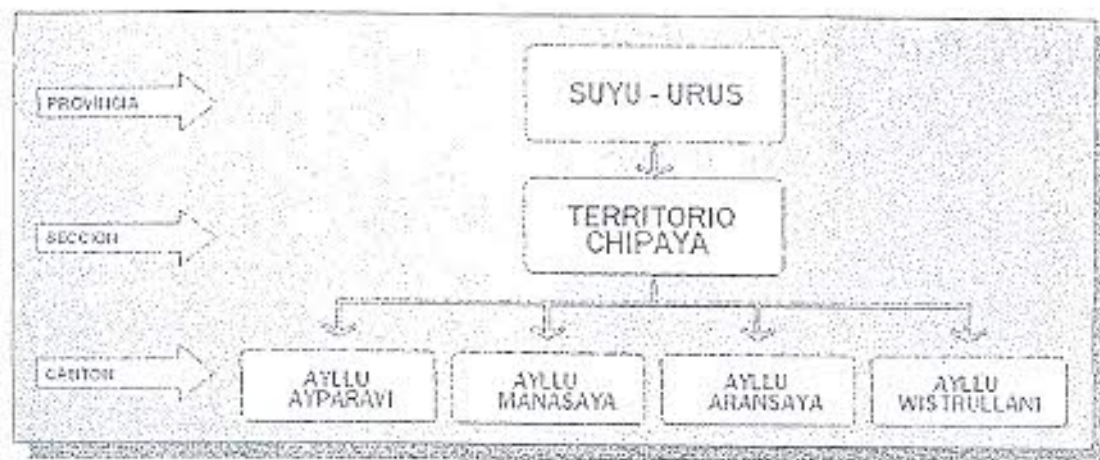 PROVINCIA
SUYU - URUS
SECCION
TERRITORIO
CHIPAYA
CANTON
AYLLU
AYPARAVI
AYLLU
MANASAYA
AYLLU
ARANSAYA
AYLLU
WISTRULLANI